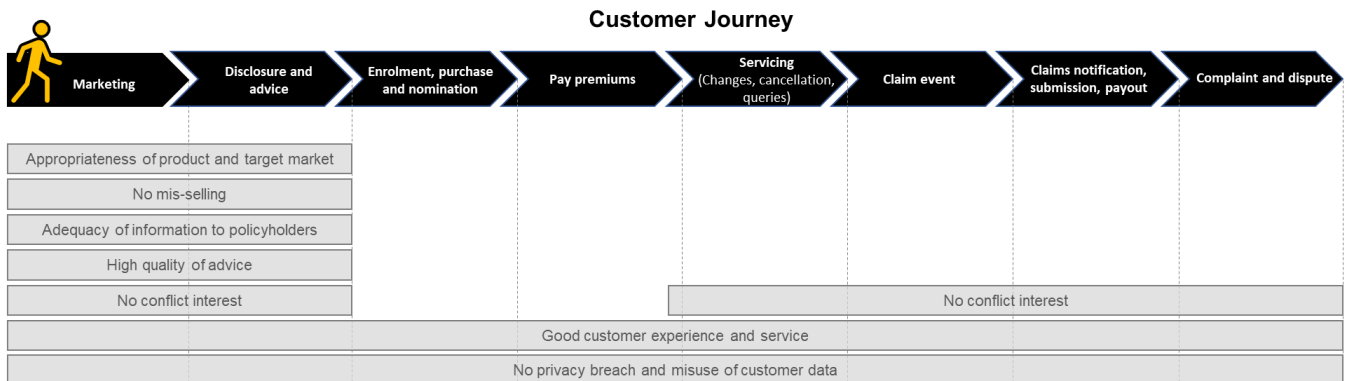 Customer Journey
Marketing
Disclosure and
advice
Enrolment, purchase
and nomination
Pay premiums
Servicing
(Changes, cancellation,
queries)
Claim event
Claims notification,
submission, payout
Complaint and dispute
Appropriateness of product and target market
No mis-selling
Adequacy of information to policyholders
High quality of advice
No conflict interest
No conflict interest
Good customer experience and service
No privacy breach and misuse of customer data